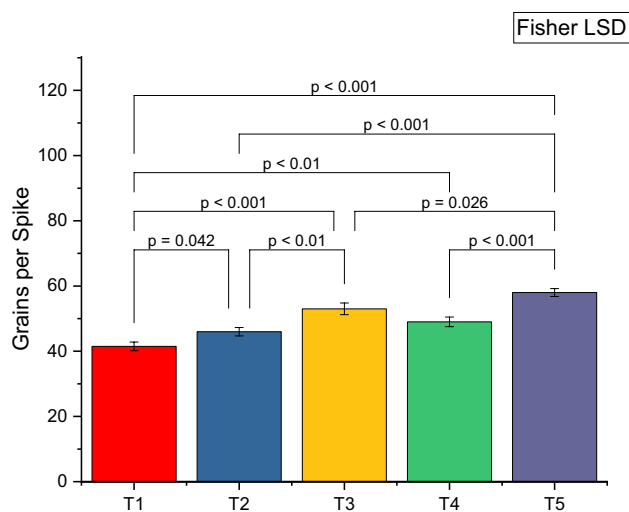 Fisher LSD
120
100
80
60
40
20
0
Grains per Spike
p < 0.001
p < 0.001
p < 0.01
p < 0.001
p = 0.026
p = 0.042
p < 0.01
p < 0.001
T1
T2
T3
T4
T5